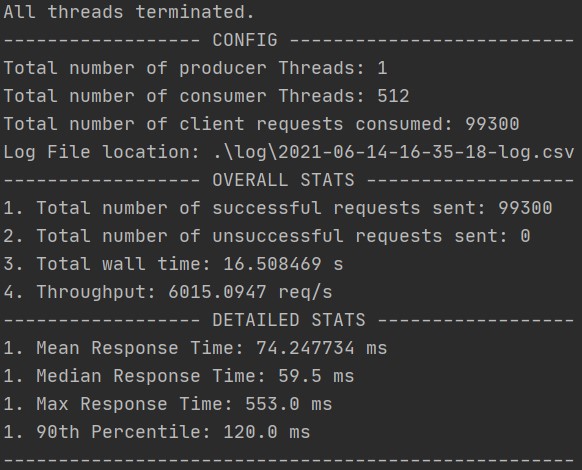 All threads terminated.
------------------ CONFIG --------------------------
Total number of producer Threads: 1
Total number of consumer Threads: 512
Total number of client requests consumed: 99300
Log File location: .\log\2021-06-14-16-35-18-log.csv
------------------ OVERALL STATS -------------------
1. Total number of successful requests sent: 99300
2. Total number of unsuccessful requests sent: 0
3. Total wall time: 16.508469 s
4. Throughput: 6015.0947 req/s
------------------ DETAILED STATS ------------------
1. Mean Response Time: 74.247734 ms
1. Median Response Time: 59.5 ms
1. Max Response Time: 553.0 ms
1. 90th Percentile: 120.0 ms
----------------------------------------------------